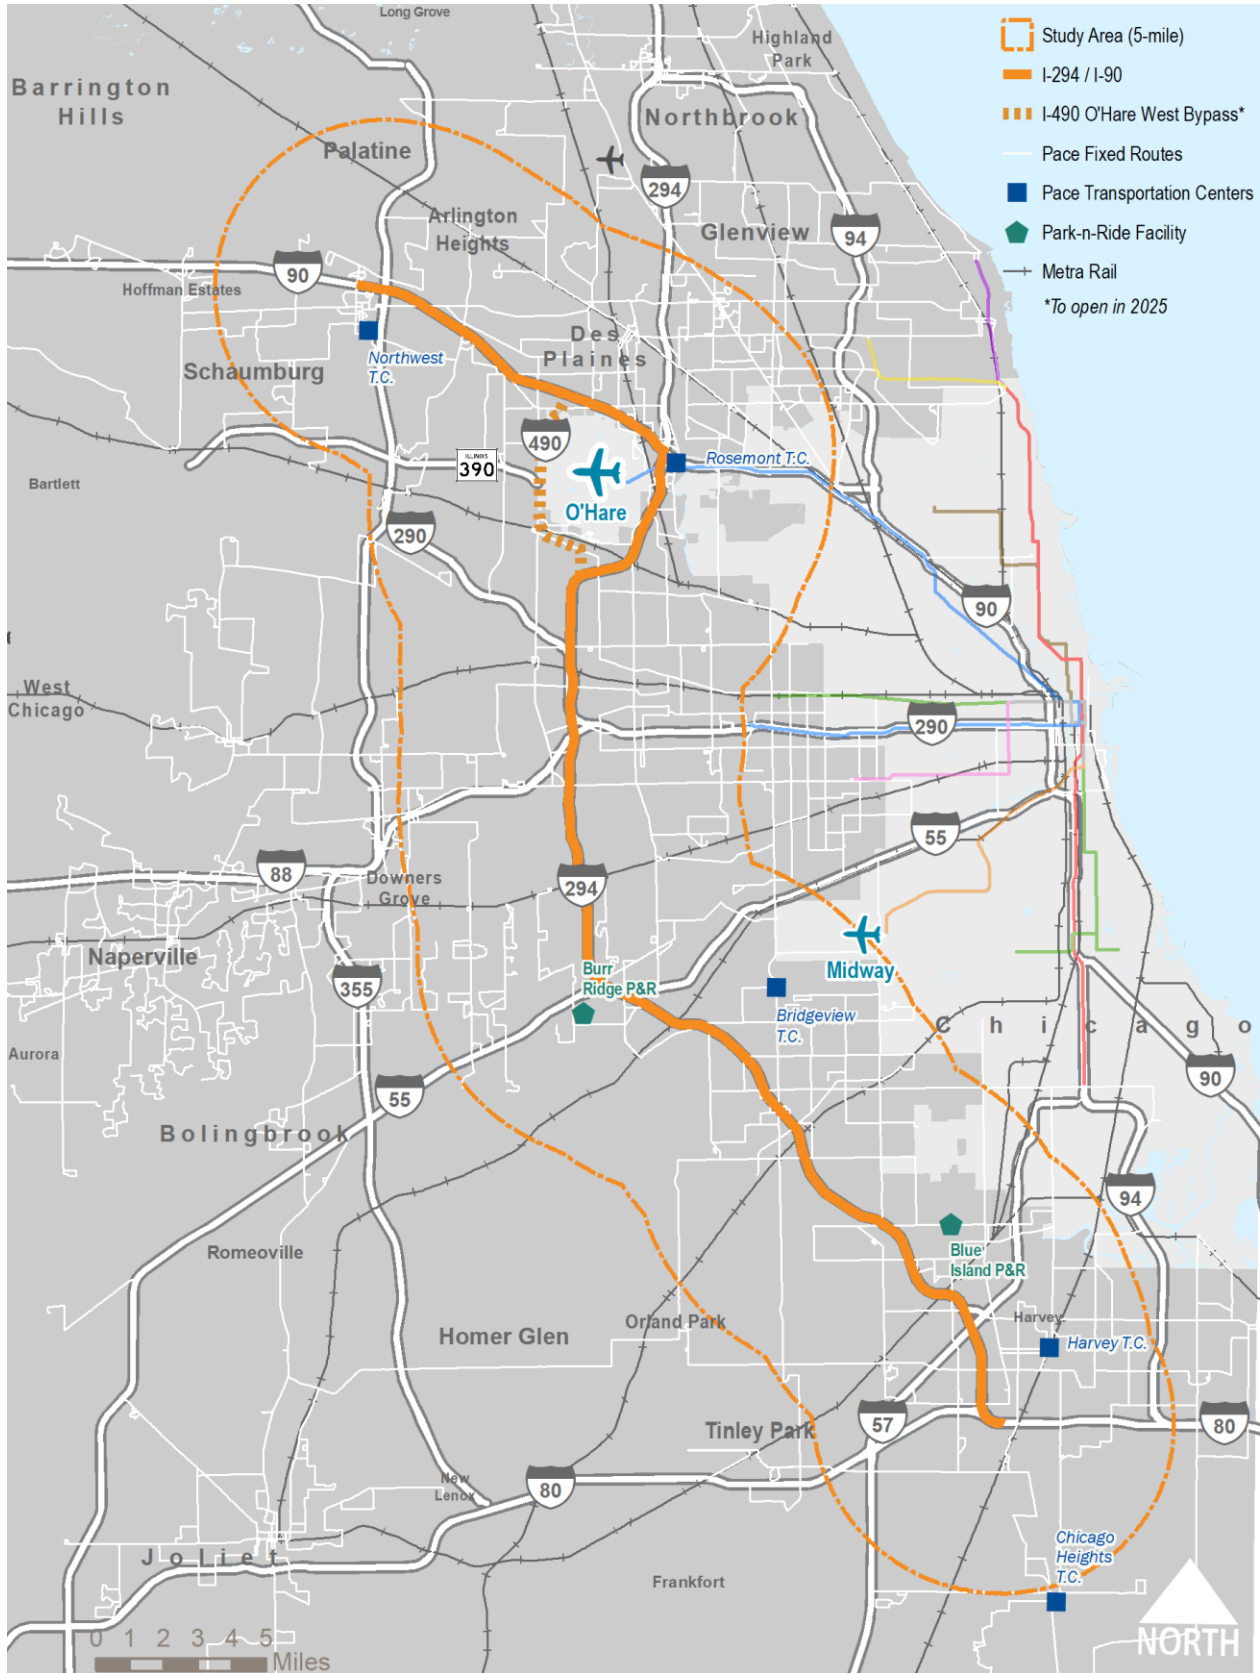 Long Grove
Highland
Park
Barrington
Hills
Northbrook
Palatine
294
Arlington
Heights
Glenview
94
90
Hoffman Estates
Des
Plaines
Northwest
T.C.
Schaumburg
490
ILLINOIS
390
Rosemont T.C.
O'Hare
Bartlett
290
90
West
Chicago
290
55
88
Downers
Grove
294
Naperville
Midway
Burr
Ridge P&R
355
Bridgeview
T.C.
Chicago
Aurora
90
55
Bolingbrook
94
Romeoville
Blue
Island P&R
Orland Park
Harvey
Homer Glen
Harvey T.C.
Tinley Park
57
80
New
Lenox
80
Joliet
Chicago
Heights
T.C.
Frankfort
Study Area (5-mile)
I-294 / I-90
I-490 O'Hare West Bypass*
Pace Fixed Routes
Pace Transportation Centers
Park-n-Ride Facility
Metra Rail
*To open in 2025
0 1 2 3 4 5
Miles
NORTH